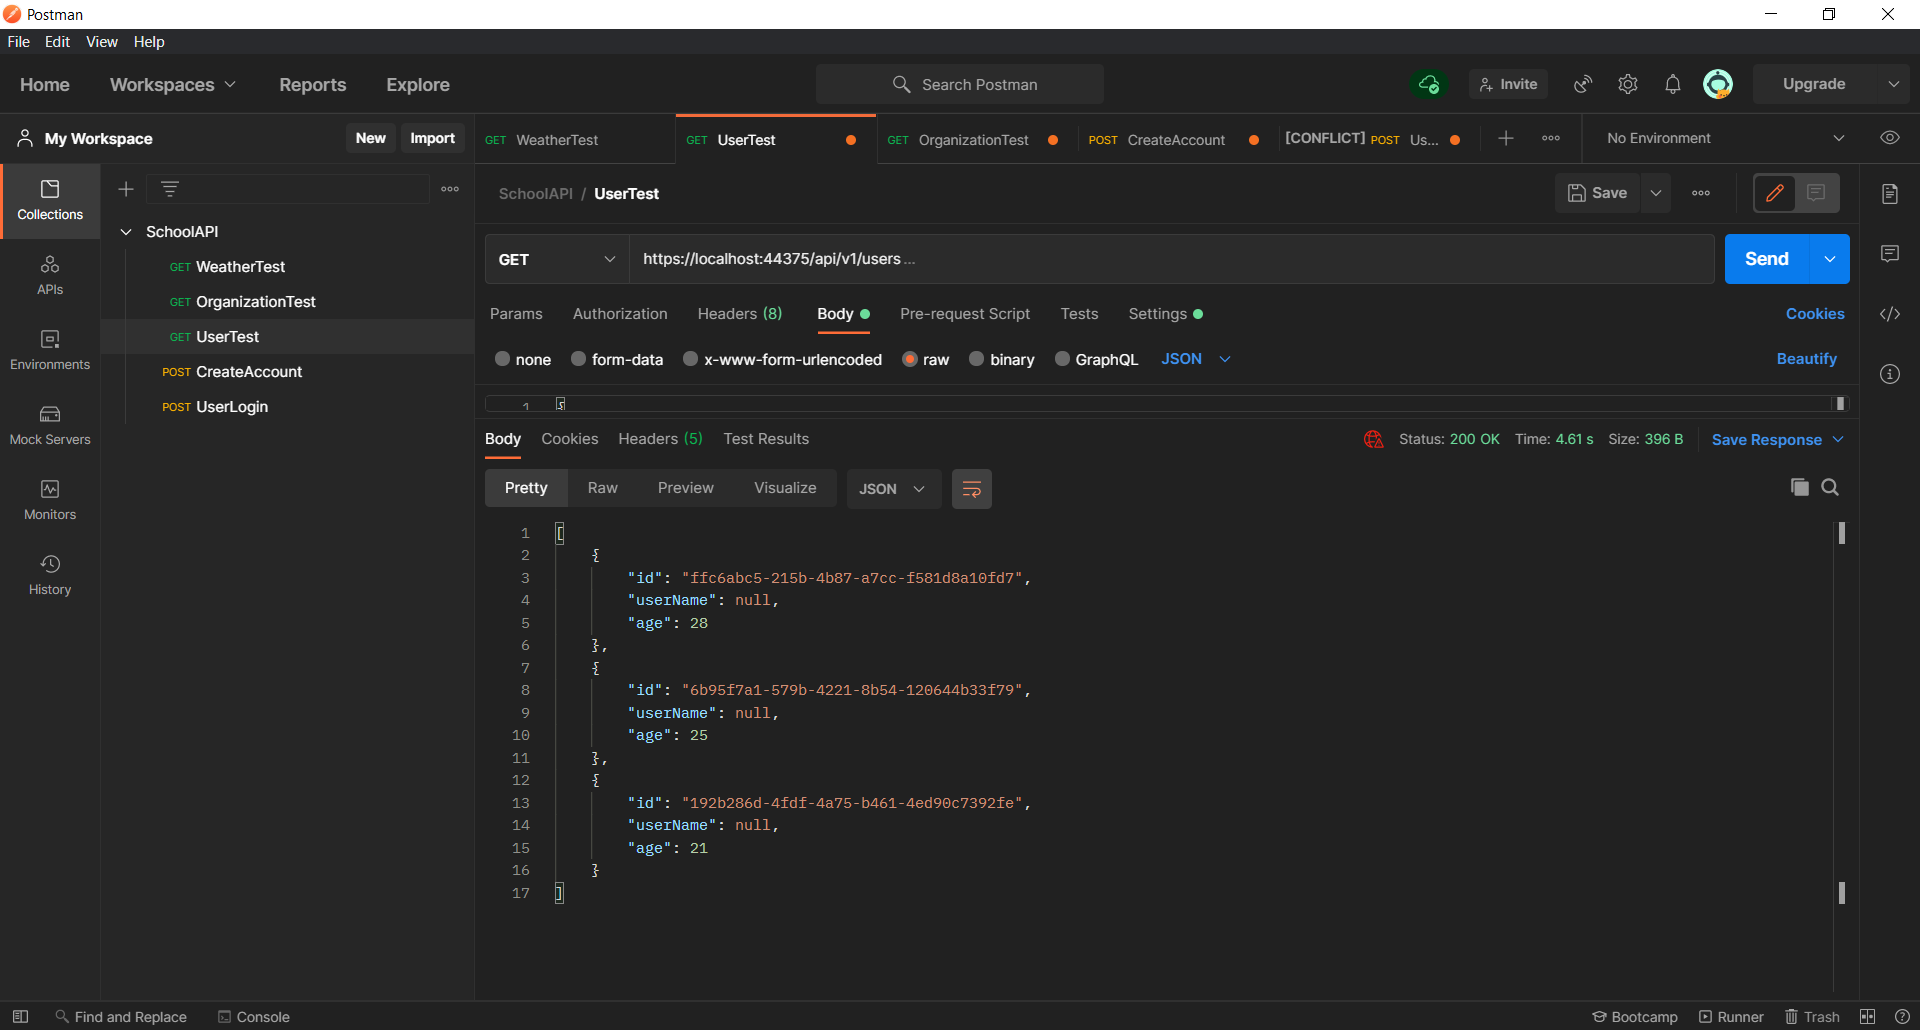 Postman
File Edit View Help
Home Workspaces Reports Explore Search Postman Invite Upgrade
My Workspace New Import GET WeatherTest GET UserTest GET OrganizationTest POST CreateAccount [CONFLICT] POST Us... No Environment
SchoolAPI / UserTest Save
Collections
APIs
Environments
Mock Servers
Monitors
History
SchoolAPI
GET WeatherTest
GET OrganizationTest
GET UserTest
POST CreateAccount
POST UserLogin
GET https://localhost:44375/api/v1/users ... Send
Params Authorization Headers (8) Body Pre-request Script Tests Settings Cookies
none form-data x-www-form-urlencoded raw binary GraphQL JSON Beautify
1 {
Body Cookies Headers (5) Test Results Status: 200 OK Time: 4.61 s Size: 396 B Save Response
Pretty Raw Preview Visualize JSON
1 [
2 {
3 "id": "ffc6abc5-215b-4b87-a7cc-f581d8a10fd7",
4 "userName": null,
5 "age": 28
6 },
7 {
8 "id": "6b95f7a1-579b-4221-8b54-120644b33f79",
9 "userName": null,
10 "age": 25
11 },
12 {
13 "id": "192b286d-4fdf-4a75-b461-4ed90c7392fe",
14 "userName": null,
15 "age": 21
16 }
17 ]
Find and Replace Console Bootcamp Runner Trash